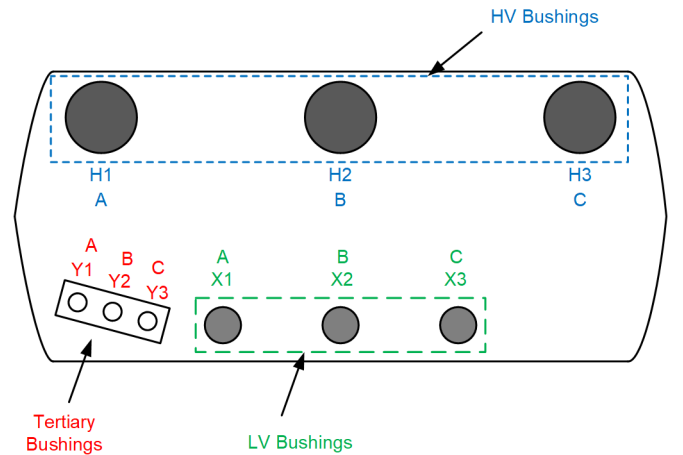 HV Bushings
H1
H2
H3
A
B
C
A
B
C
Y1
Y2
Y3
A
B
C
X1
X2
X3
Tertiary
Bushings
LV Bushings